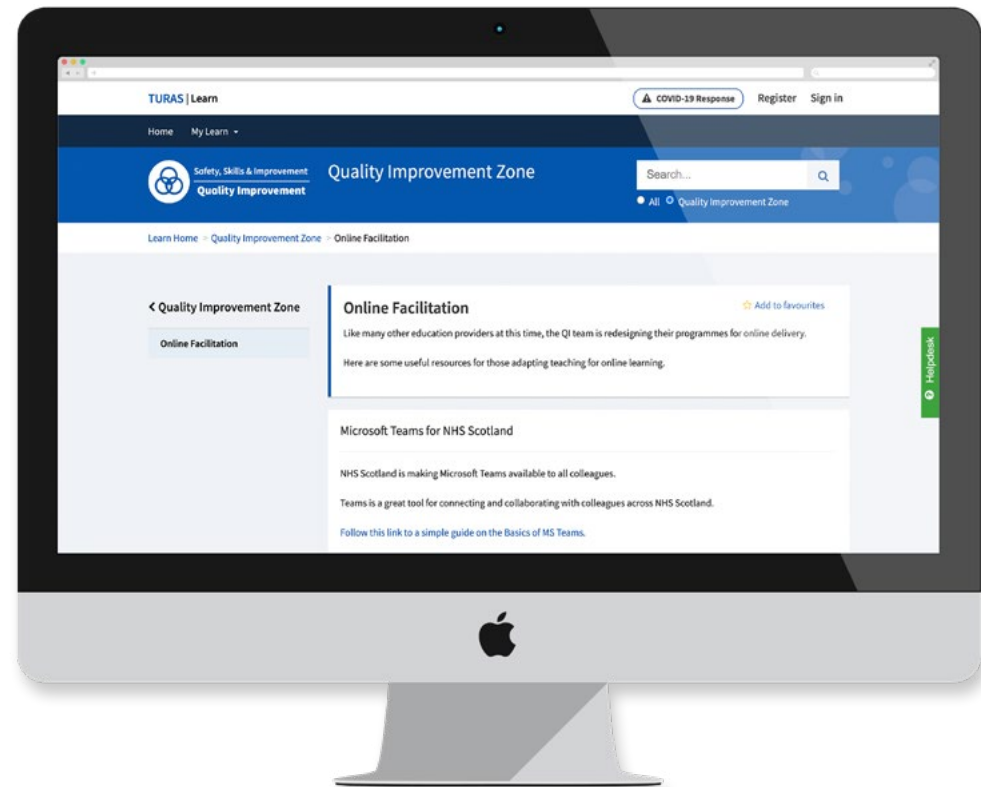 TURAS | Learn
COVID-19 Response Register Sign in
Home My Learn
Safety, Skills & Improvement
Quality Improvement
Quality Improvement Zone
Search...
All Quality Improvement Zone
Learn Home > Quality Improvement Zone > Online Facilitation
Quality Improvement Zone
Online Facilitation
Online Facilitation
Add to favourites
Like many other education providers at this time, the QI team is redesigning their programmes for online delivery.
Here are some useful resources for those adapting teaching for online learning.
Helpdesk
Microsoft Teams for NHS Scotland
NHS Scotland is making Microsoft Teams available to all colleagues.
Teams is a great tool for connecting and collaborating with colleagues across NHS Scotland.
Follow this link to a simple guide on the Basics of MS Teams.